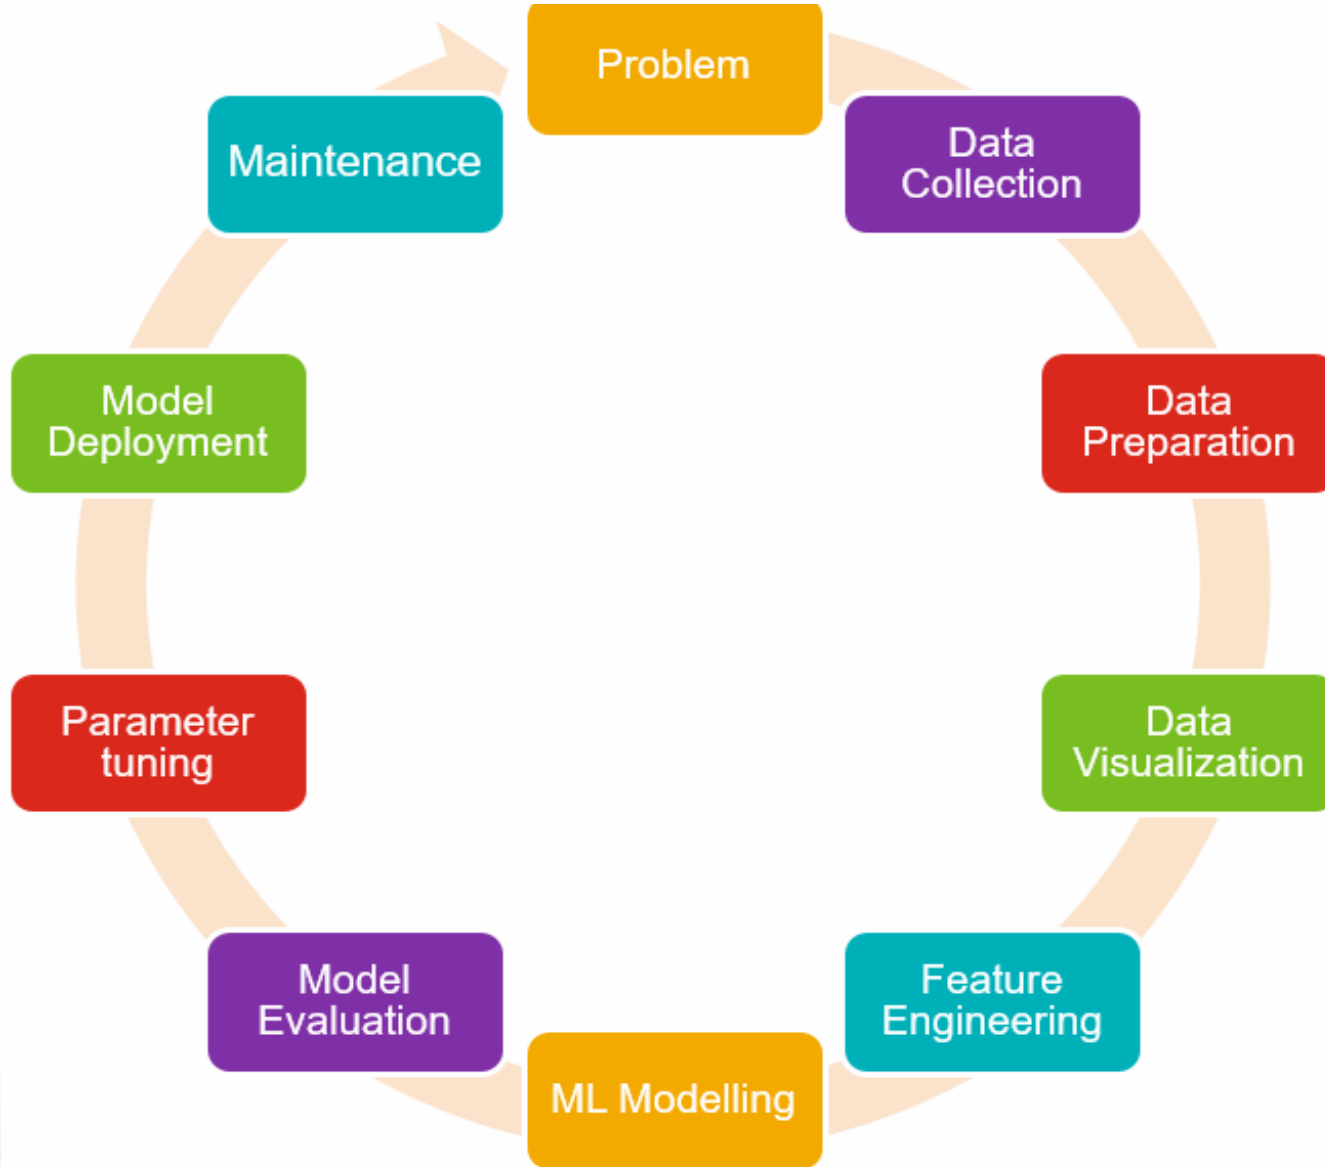 Problem
Data
Collection
Data
Preparation
Data
Visualization
Feature
Engineering
ML Modelling
Model
Evaluation
Parameter
tuning
Model
Deployment
Maintenance